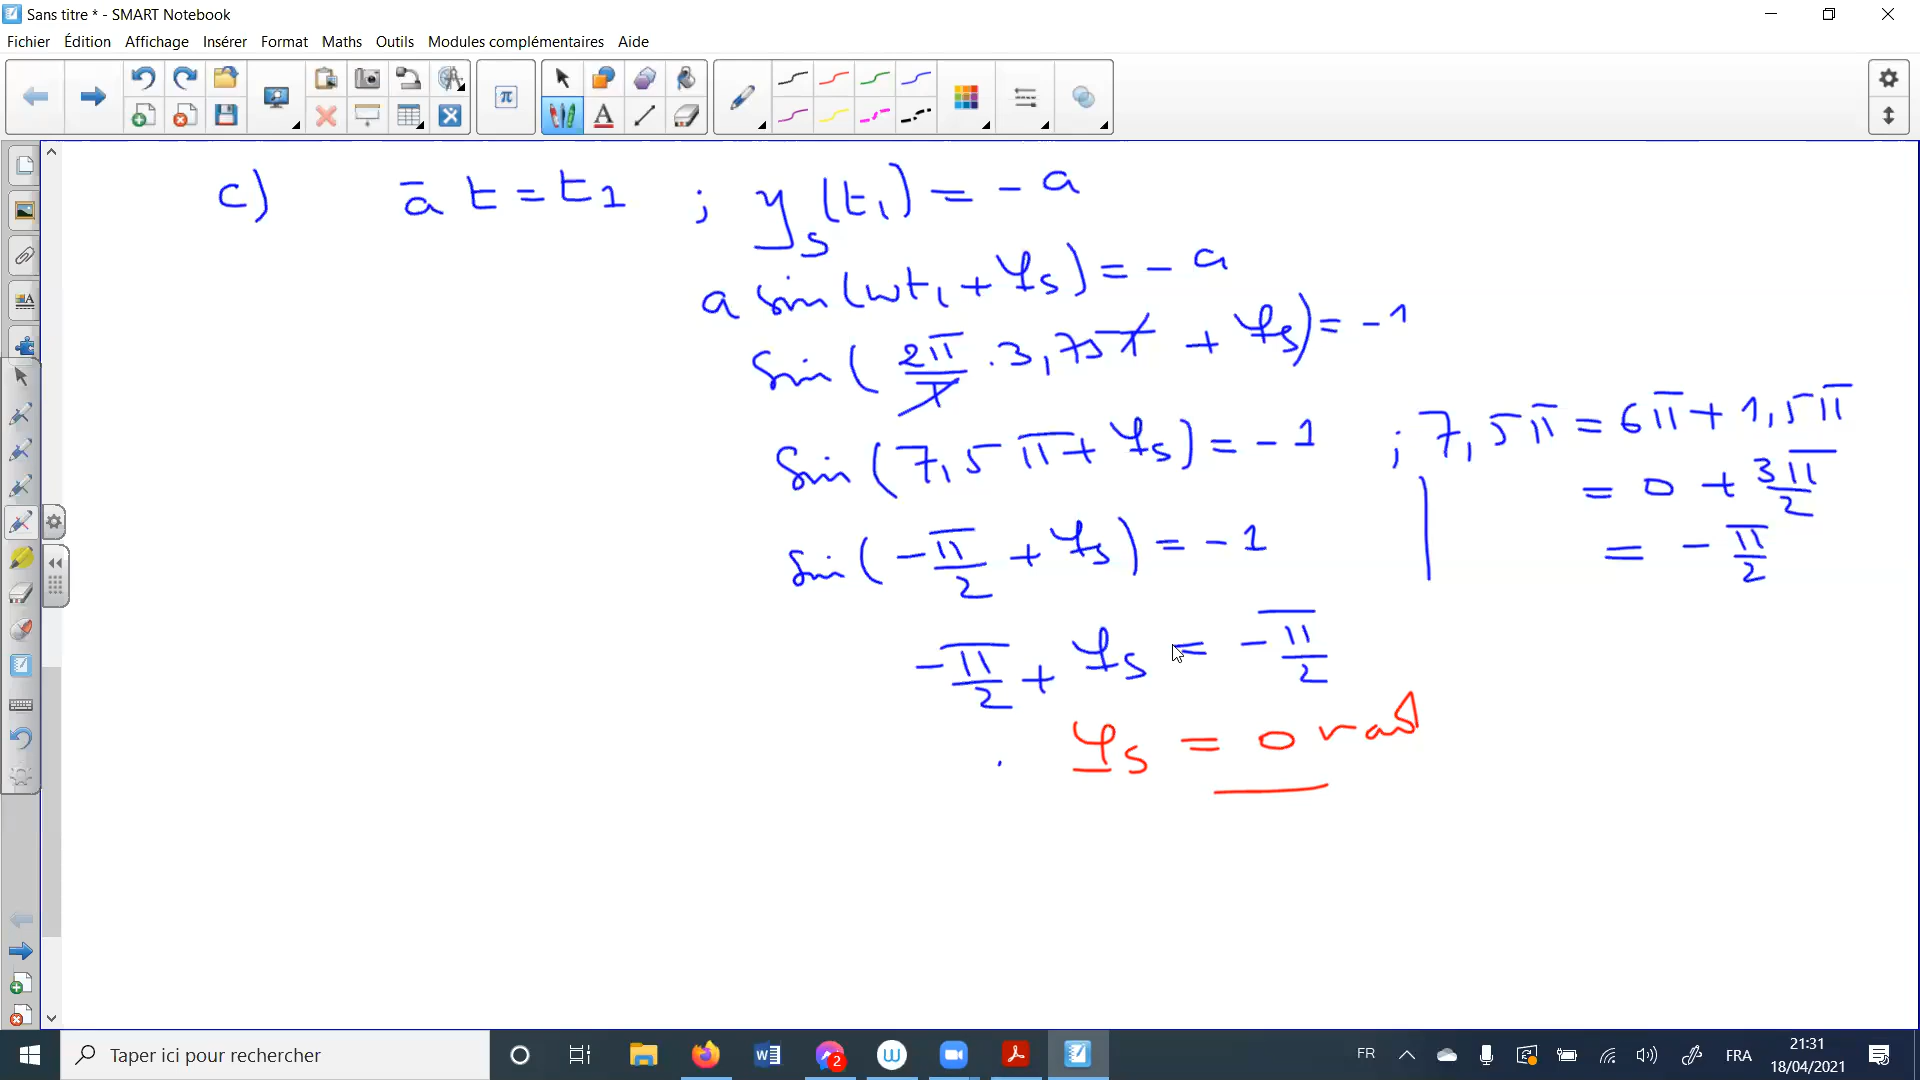 Sans titre * - SMART Notebook
Fichier Édition Affichage Insérer Format Maths Outils Modules complémentaires Aide
π
A
c) à t = t1 ; yS(t1) = - a
a sin(ωt1 + φS) = - a
sin( 2π/T . 3,75 T + φS) = -1
sin( 7,5 π + φS) = -1 ; 7,5π = 6π + 1,5π
= 0 + 3π/2
sin( - π/2 + φS) = -1
= - π/2
- π/2 + φS = - π/2
φS = 0 rad
Taper ici pour rechercher
2
FR
FRA
21:31
18/04/2021